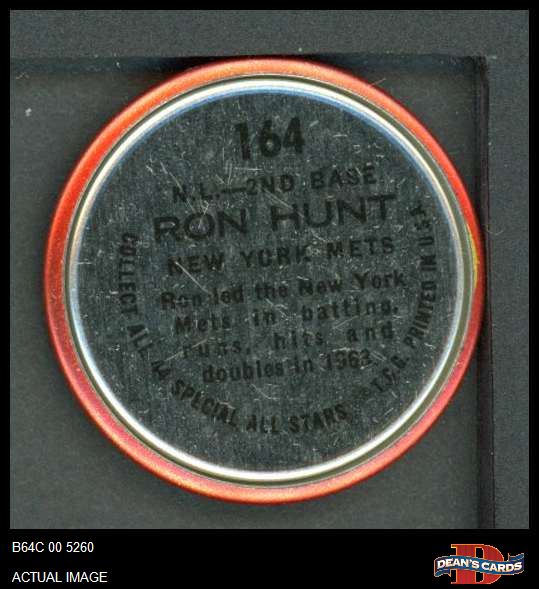 164
N.L.—2ND BASE
RON HUNT
NEW YORK METS
Ron led the New York
Mets in batting,
runs, hits and
doubles in 1963.
COLLECT ALL 44 SPECIAL ALL STARS ©T.C.G. PRINTED IN U.S.A.
B64C 00 5260
ACTUAL IMAGE
B
DEAN'S CARDS